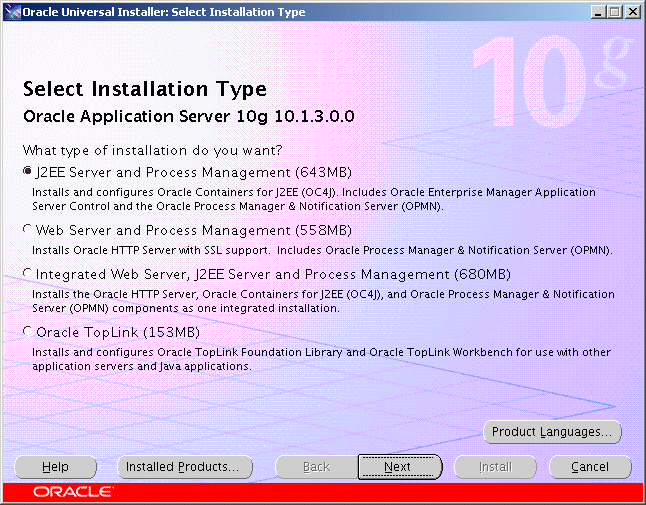 Oracle Universal Installer: Select Installation Type
10g
Select Installation Type
Oracle Application Server 10g 10.1.3.0.0
What type of installation do you want?
J2EE Server and Process Management (643MB)
Installs and configures Oracle Containers for J2EE (OC4J). Includes Oracle Enterprise Manager Application
Server Control and the Oracle Process Manager & Notification Server (OPMN).
Web Server and Process Management (558MB)
Installs Oracle HTTP Server with SSL support. Includes Oracle Process Manager & Notification Server (OPMN).
Integrated Web Server, J2EE Server and Process Management (680MB)
Installs the Oracle HTTP Server, Oracle Containers for J2EE (OC4J), and Oracle Process Manager & Notification
Server (OPMN) components as one integrated installation.
Oracle TopLink (153MB)
Installs and configures Oracle TopLink Foundation Library and Oracle TopLink Workbench for use with other
application servers and Java applications.
Product Languages...
Help Installed Products... Back Next Install Cancel
ORACLE